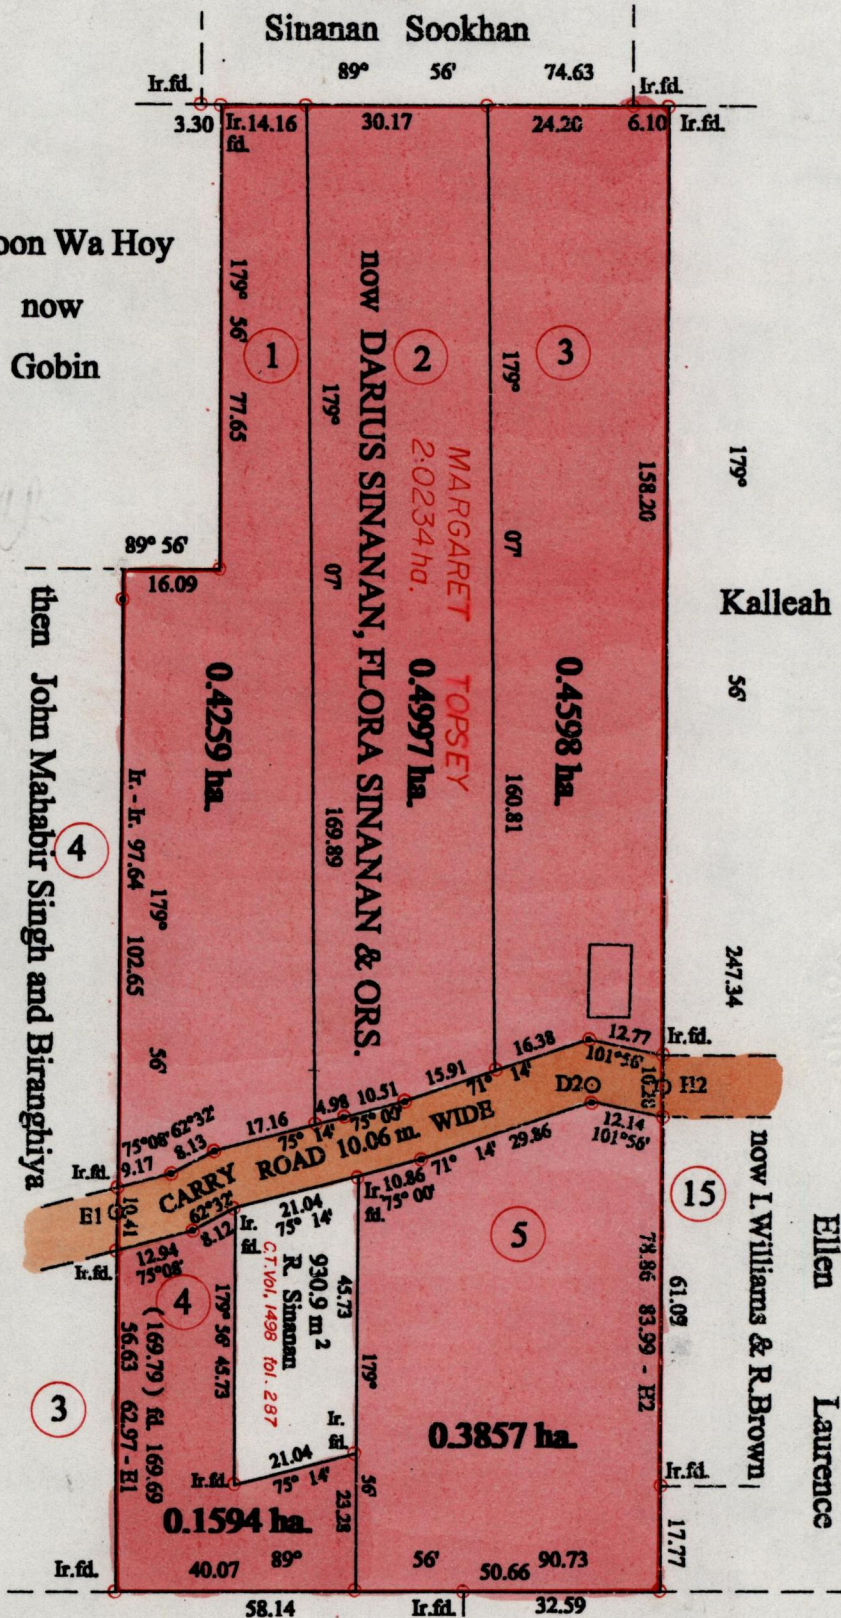 Sinanan Sookhan
89° 56' 74.63
Ir.fd.
Ir.fd.
3.30
Ir.
fd.
14.16
30.17
24.20
6.10
Ir.fd.
oon Wa Hoy
now
Gobin
179° 56' 77.65
1
2
3
now DARIUS SINANAN, FLORA SINANAN & ORS.
MARGARET TOPSEY
2.0234 ha.
179° 07' 169.89
179° 07' 160.81
158.20
179° 56' 247.34
Kalleah
89° 56'
16.09
0.4259 ha.
0.4997 ha.
0.4598 ha.
then John Mahabir Singh and Biranghiya
4
Ir. - Ir. 97.64 102.65
179° 56'
12.77
101°56'
Ir.fd.
10.28
D2
H2
16.38
15.91
71° 14'
10.51
75° 00'
4.98
17.16
75° 14'
8.13
62°32'
75°08'
9.17
Ir.fd.
CARRY ROAD 10.06 m. WIDE
E1
10.41
Ir.fd.
12.94
75°08'
8.12
62°32'
Ir.
fd.
21.04
75° 14'
Ir.
fd.
10.86
75° 00'
71° 14'
29.86
12.14
101°56'
now I.Williams & R.Brown
15
Ellen Laurence
5
4
930.9 m²
R. Sinanan
C.T.Vol. 1498 fol. 287
179° 56' 45.73
45.73
179° 56'
78.86 83.99 - H2
61.09
3
(169.79) fd. 169.69
56.63 62.97 - E1
Ir.
fd.
Ir.fd.
21.04
75° 14'
23.28
0.3857 ha.
Ir.fd.
17.77
0.1594 ha.
Ir.fd.
40.07
89° 56'
50.66
90.73
58.14
Ir.fd.
32.59